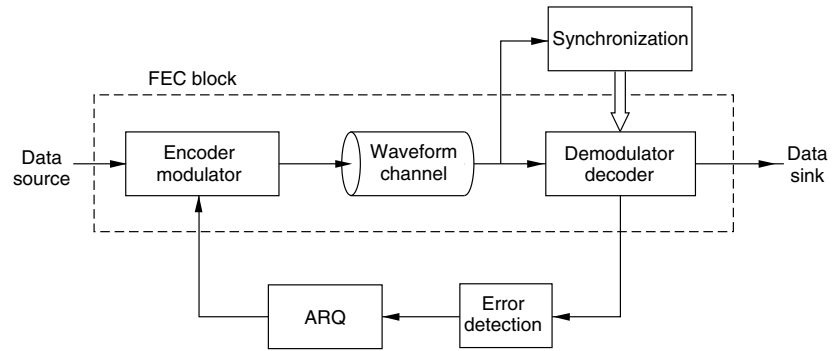 Synchronization
FEC block
Data
source
Encoder
modulator
Waveform
channel
Demodulator
decoder
Data
sink
ARQ
Error
detection